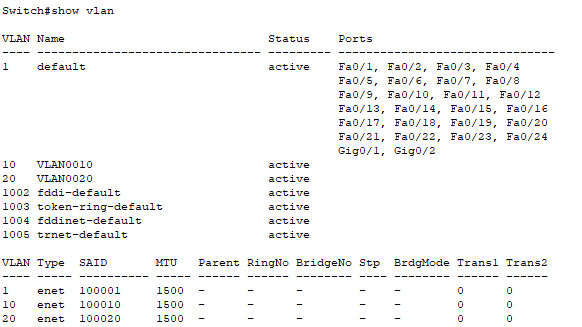 Switch#show vlan
VLAN Name                             Status    Ports
---- -------------------------------- --------- -------------------------------
1    default                          active    Fa0/1, Fa0/2, Fa0/3, Fa0/4
                                                Fa0/5, Fa0/6, Fa0/7, Fa0/8
                                                Fa0/9, Fa0/10, Fa0/11, Fa0/12
                                                Fa0/13, Fa0/14, Fa0/15, Fa0/16
                                                Fa0/17, Fa0/18, Fa0/19, Fa0/20
                                                Fa0/21, Fa0/22, Fa0/23, Fa0/24
                                                Gig0/1, Gig0/2
10   VLAN0010                         active
20   VLAN0020                         active
1002 fddi-default                     active
1003 token-ring-default               active
1004 fddinet-default                  active
1005 trnet-default                    active
VLAN Type  SAID       MTU   Parent RingNo BridgeNo Stp  BrdgMode Trans1 Trans2
---- ----- ---------- ----- ------ ------ -------- ---- -------- ------ ------
1    enet  100001     1500  -      -      -        -    -        0      0
10   enet  100010     1500  -      -      -        -    -        0      0
20   enet  100020     1500  -      -      -        -    -        0      0